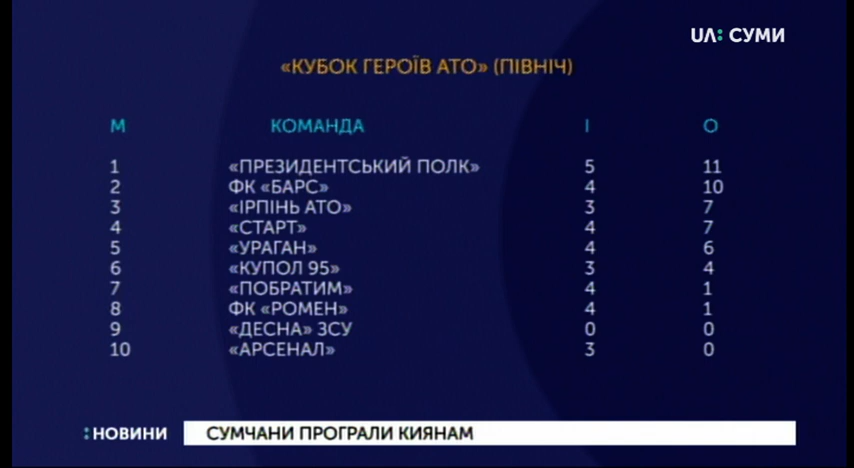 UA: СУМИ
«КУБОК ГЕРОЇВ АТО» (ПІВНІЧ)
М КОМАНДА І О
1 «ПРЕЗИДЕНТСЬКИЙ ПОЛК» 5 11
2 ФК «БАРС» 4 10
3 «ІРПІНЬ АТО» 3 7
4 «СТАРТ» 4 7
5 «УРАГАН» 4 6
6 «КУПОЛ 95» 3 4
7 «ПОБРАТИМ» 4 1
8 ФК «РОМЕН» 4 1
9 «ДЕСНА» ЗСУ 0 0
10 «АРСЕНАЛ» 3 0
:НОВИНИ СУМЧАНИ ПРОГРАЛИ КИЯНАМ